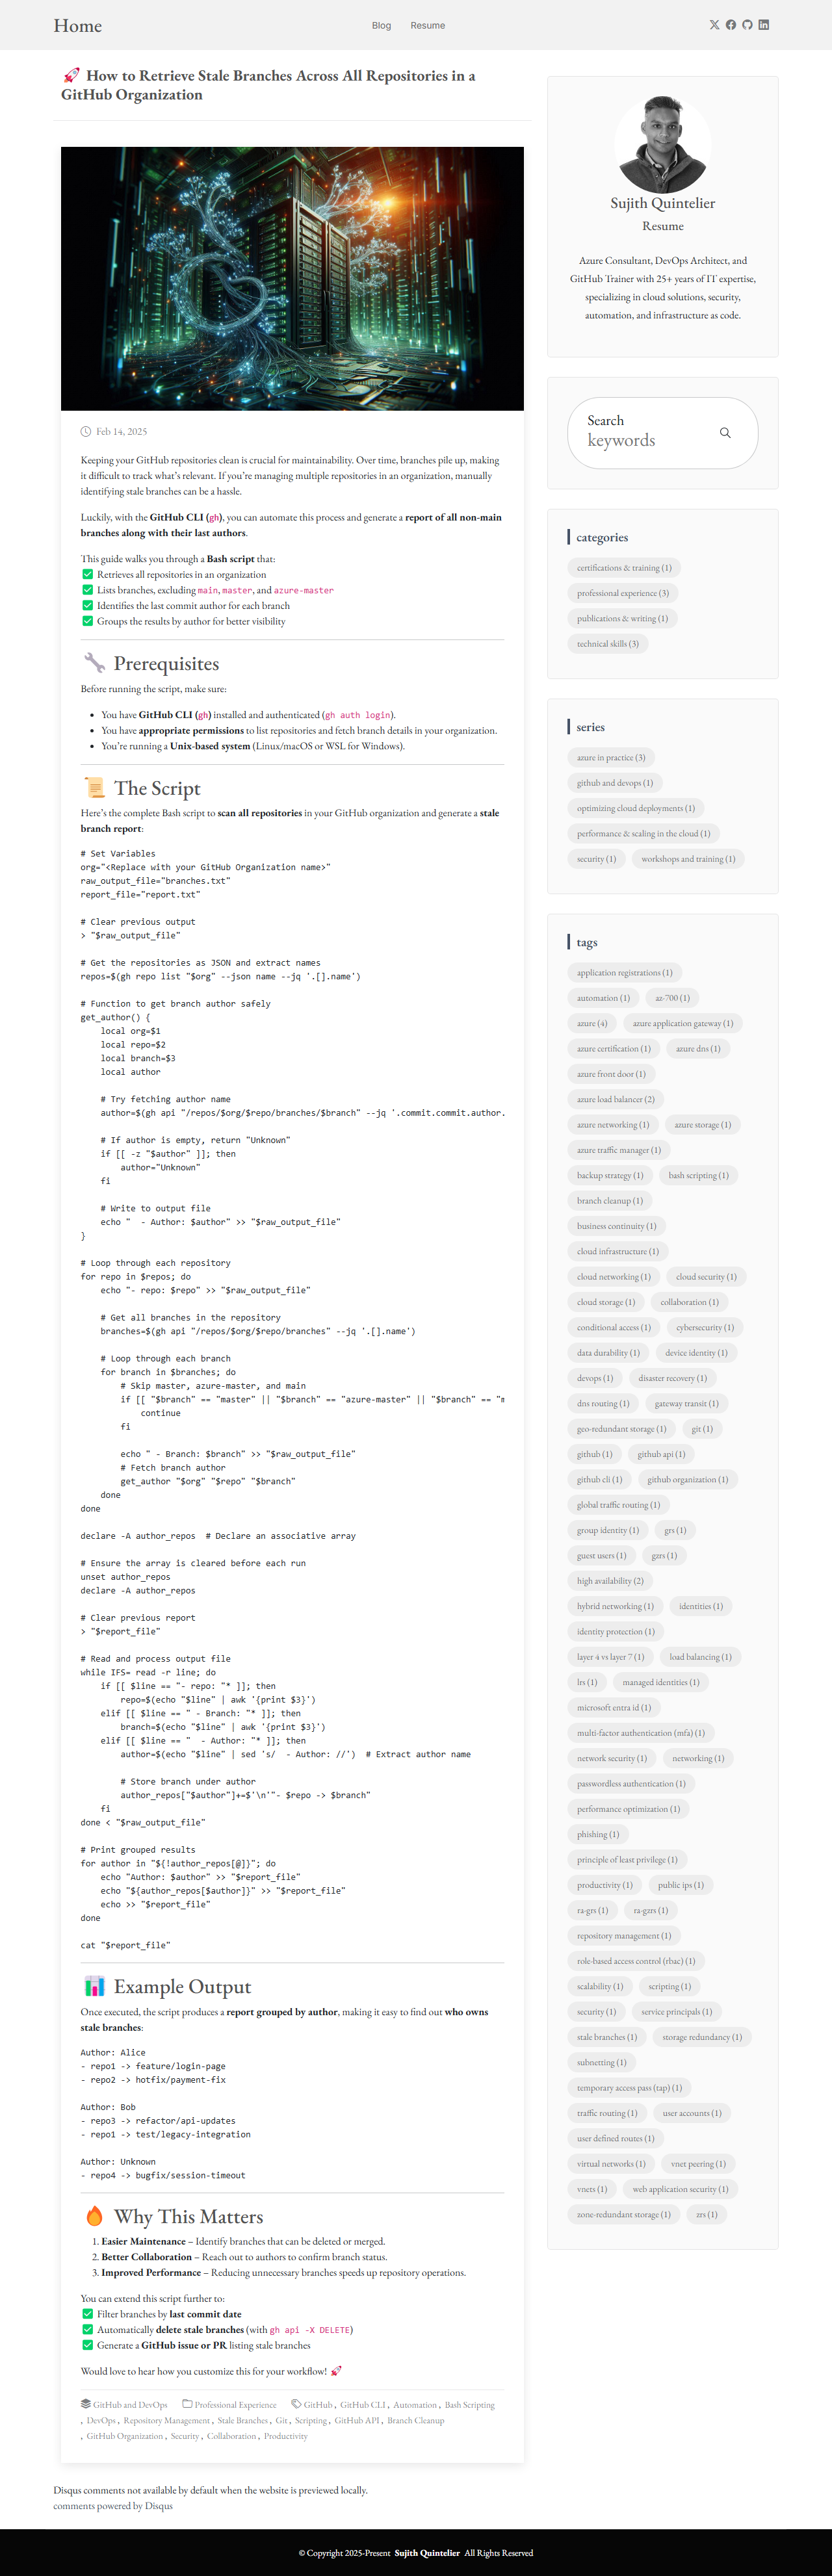 Home
Blog Resume
🚀 How to Retrieve Stale Branches Across All Repositories in a
GitHub Organization
Feb 14, 2025
Keeping your GitHub repositories clean is crucial for maintainability. Over time, branches pile up, making
it difficult to track what's relevant. If you're managing multiple repositories in an organization, manually
identifying stale branches can be a hassle.
Luckily, with the GitHub CLI (gh), you can automate this process and generate a report of all non-main
branches along with their last authors.
This guide walks you through a Bash script that:
✅ Retrieves all repositories in an organization
✅ Lists branches, excluding main, master, and azure-master
✅ Identifies the last commit author for each branch
✅ Groups the results by author for better visibility
🔧 Prerequisites
Before running the script, make sure:
• You have GitHub CLI (gh) installed and authenticated (gh auth login).
• You have appropriate permissions to list repositories and fetch branch details in your organization.
• You're running a Unix-based system (Linux/macOS or WSL for Windows).
📜 The Script
Here's the complete Bash script to scan all repositories in your GitHub organization and generate a stale
branch report:
# Set Variables
org="<Replace with your GitHub Organization name>"
raw_output_file="branches.txt"
report_file="report.txt"
# Clear previous output
> "$raw_output_file"
# Get the repositories as JSON and extract names
repos=$(gh repo list "$org" --json name --jq '.[].name')
# Function to get branch author safely
get_author() {
    local org=$1
    local repo=$2
    local branch=$3
    local author
    # Try fetching author name
    author=$(gh api "/repos/$org/$repo/branches/$branch" --jq '.commit.commit.author.
    # If author is empty, return "Unknown"
    if [[ -z "$author" ]]; then
        author="Unknown"
    fi
    # Write to output file
    echo "  - Author: $author" >> "$raw_output_file"
}
# Loop through each repository
for repo in $repos; do
    echo "- repo: $repo" >> "$raw_output_file"
    # Get all branches in the repository
    branches=$(gh api "/repos/$org/$repo/branches" --jq '.[].name')
    # Loop through each branch
    for branch in $branches; do
        # Skip master, azure-master, and main
        if [[ "$branch" == "master" || "$branch" == "azure-master" || "$branch" == "m
            continue
        fi
        echo " - Branch: $branch" >> "$raw_output_file"
        # Fetch branch author
        get_author "$org" "$repo" "$branch"
    done
done
declare -A author_repos  # Declare an associative array
# Ensure the array is cleared before each run
unset author_repos
declare -A author_repos
# Clear previous report
> "$report_file"
# Read and process output file
while IFS= read -r line; do
    if [[ $line == "- repo: "* ]]; then
        repo=$(echo "$line" | awk '{print $3}')
    elif [[ $line == " - Branch: "* ]]; then
        branch=$(echo "$line" | awk '{print $3}')
    elif [[ $line == "  - Author: "* ]]; then
        author=$(echo "$line" | sed 's/  - Author: //')  # Extract author name
        # Store branch under author
        author_repos["$author"]+=$'\n'"- $repo -> $branch"
    fi
done < "$raw_output_file"
# Print grouped results
for author in "${!author_repos[@]}"; do
    echo "Author: $author" >> "$report_file"
    echo "${author_repos[$author]}" >> "$report_file"
    echo >> "$report_file"
done
cat "$report_file"
📊 Example Output
Once executed, the script produces a report grouped by author, making it easy to find out who owns
stale branches:
Author: Alice
- repo1 -> feature/login-page
- repo2 -> hotfix/payment-fix
Author: Bob
- repo3 -> refactor/api-updates
- repo1 -> test/legacy-integration
Author: Unknown
- repo4 -> bugfix/session-timeout
🔥 Why This Matters
1. Easier Maintenance – Identify branches that can be deleted or merged.
2. Better Collaboration – Reach out to authors to confirm branch status.
3. Improved Performance – Reducing unnecessary branches speeds up repository operations.
You can extend this script further to:
✅ Filter branches by last commit date
✅ Automatically delete stale branches (with gh api -X DELETE)
✅ Generate a GitHub issue or PR listing stale branches
Would love to hear how you customize this for your workflow! 🚀
GitHub and DevOps Professional Experience GitHub , GitHub CLI , Automation , Bash Scripting
, DevOps , Repository Management , Stale Branches , Git , Scripting , GitHub API , Branch Cleanup
, GitHub Organization , Security , Collaboration , Productivity
Disqus comments not available by default when the website is previewed locally.
comments powered by Disqus
Sujith Quintelier
Resume
Azure Consultant, DevOps Architect, and
GitHub Trainer with 25+ years of IT expertise,
specializing in cloud solutions, security,
automation, and infrastructure as code.
Search
keywords
categories
certifications & training (1)
professional experience (3)
publications & writing (1)
technical skills (3)
series
azure in practice (3)
github and devops (1)
optimizing cloud deployments (1)
performance & scaling in the cloud (1)
security (1) workshops and training (1)
tags
application registrations (1)
automation (1) az-700 (1)
azure (4) azure application gateway (1)
azure certification (1) azure dns (1)
azure front door (1)
azure load balancer (2)
azure networking (1) azure storage (1)
azure traffic manager (1)
backup strategy (1) bash scripting (1)
branch cleanup (1)
business continuity (1)
cloud infrastructure (1)
cloud networking (1) cloud security (1)
cloud storage (1) collaboration (1)
conditional access (1) cybersecurity (1)
data durability (1) device identity (1)
devops (1) disaster recovery (1)
dns routing (1) gateway transit (1)
geo-redundant storage (1) git (1)
github (1) github api (1)
github cli (1) github organization (1)
global traffic routing (1)
group identity (1) grs (1)
guest users (1) gzrs (1)
high availability (2)
hybrid networking (1) identities (1)
identity protection (1)
layer 4 vs layer 7 (1) load balancing (1)
lrs (1) managed identities (1)
microsoft entra id (1)
multi-factor authentication (mfa) (1)
network security (1) networking (1)
passwordless authentication (1)
performance optimization (1)
phishing (1)
principle of least privilege (1)
productivity (1) public ips (1)
ra-grs (1) ra-gzrs (1)
repository management (1)
role-based access control (rbac) (1)
scalability (1) scripting (1)
security (1) service principals (1)
stale branches (1) storage redundancy (1)
subnetting (1)
temporary access pass (tap) (1)
traffic routing (1) user accounts (1)
user defined routes (1)
virtual networks (1) vnet peering (1)
vnets (1) web application security (1)
zone-redundant storage (1) zrs (1)
© Copyright 2025-Present Sujith Quintelier All Rights Reserved